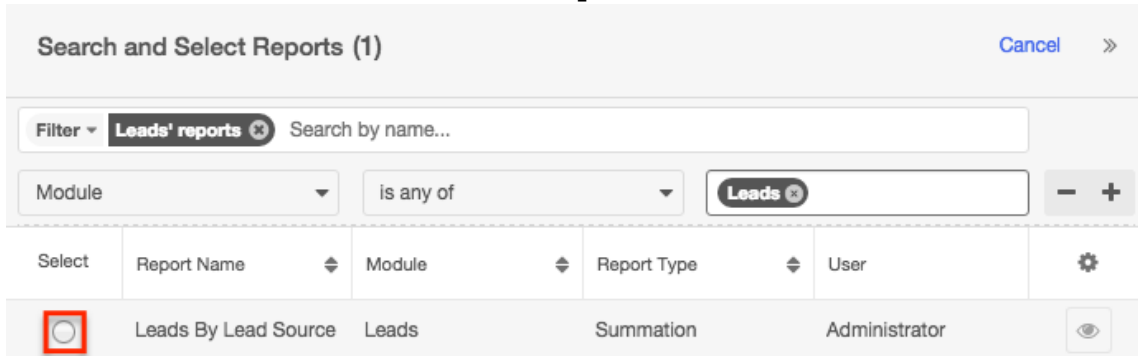 Search and Select Reports (1) Cancel
Filter Leads' reports Search by name...
Module is any of Leads
Select Report Name Module Report Type User
Leads By Lead Source Leads Summation Administrator